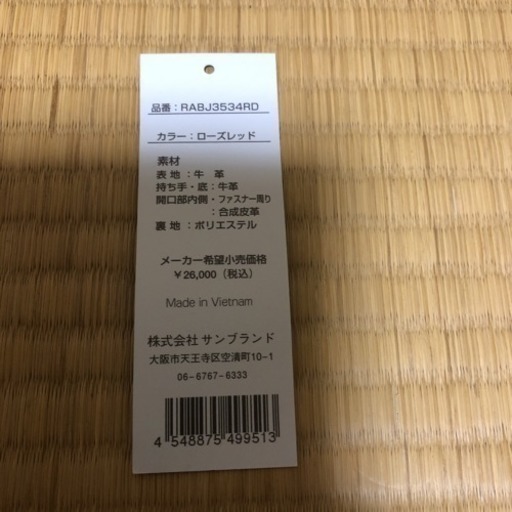 品番：RABJ3534RD
カラー：ローズレッド
素材
表 地：牛　革
持ち手・底：牛革
開口部内側・ファスナー周り
：合成皮革
裏 地：ポリエステル
メーカー希望小売価格
￥26,000（税込）
Made in Vietnam
株式会社 サンブランド
大阪市天王寺区空清町10-1
06-6767-6333
4 548875 499513